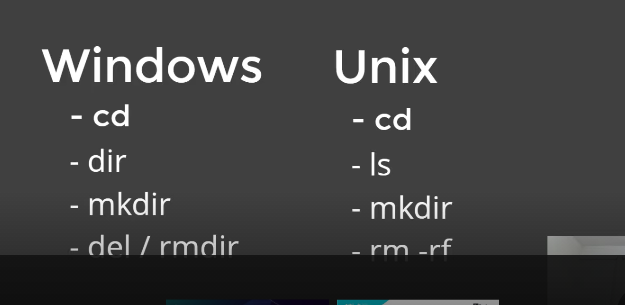 Windows
- cd
- dir
- mkdir
- del / rmdir
Unix
- cd
- ls
- mkdir
- rm -rf